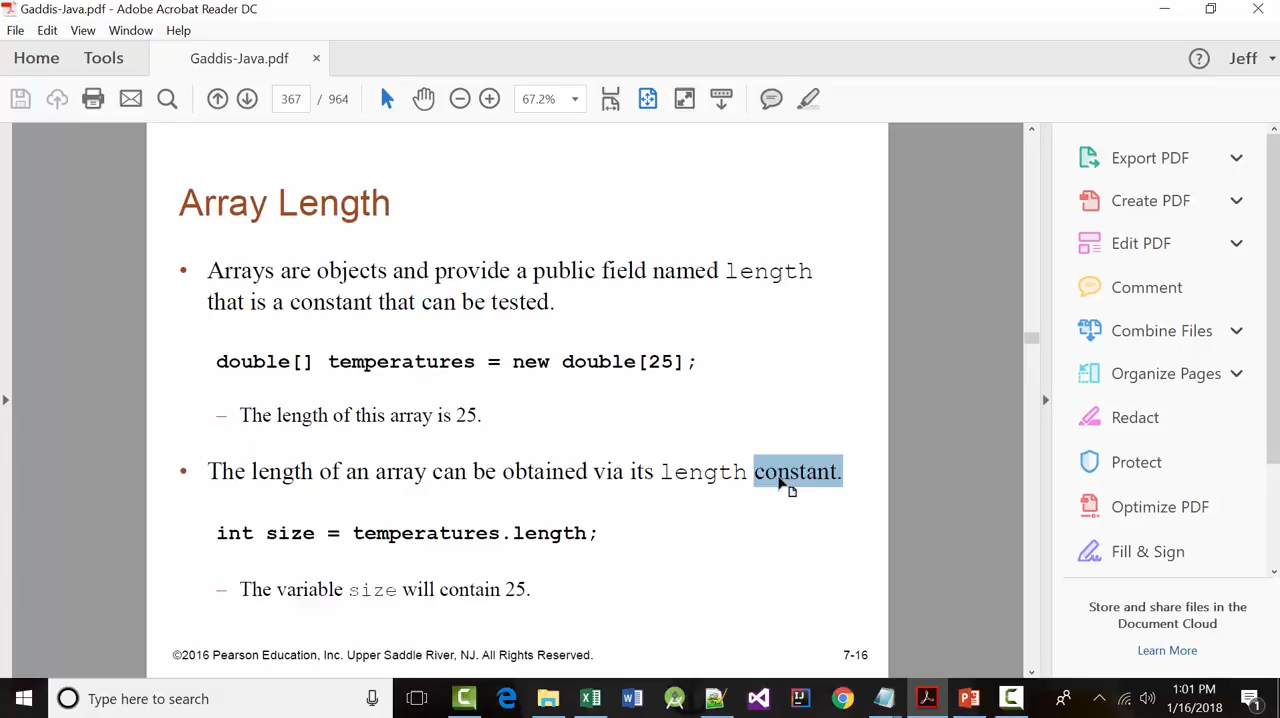 Gaddis-Java.pdf - Adobe Acrobat Reader DC
File Edit View Window Help
Home Tools Gaddis-Java.pdf × Jeff
367 / 964 67.2%
Array Length
• Arrays are objects and provide a public field named length
that is a constant that can be tested.
double[] temperatures = new double[25];
– The length of this array is 25.
• The length of an array can be obtained via its length constant.
int size = temperatures.length;
– The variable size will contain 25.
©2016 Pearson Education, Inc. Upper Saddle River, NJ. All Rights Reserved. 7-16
Export PDF
Create PDF
Edit PDF
Comment
Combine Files
Organize Pages
Redact
Protect
Optimize PDF
Fill & Sign
Store and share files in the
Document Cloud
Learn More
Type here to search
1:01 PM
1/16/2018
1